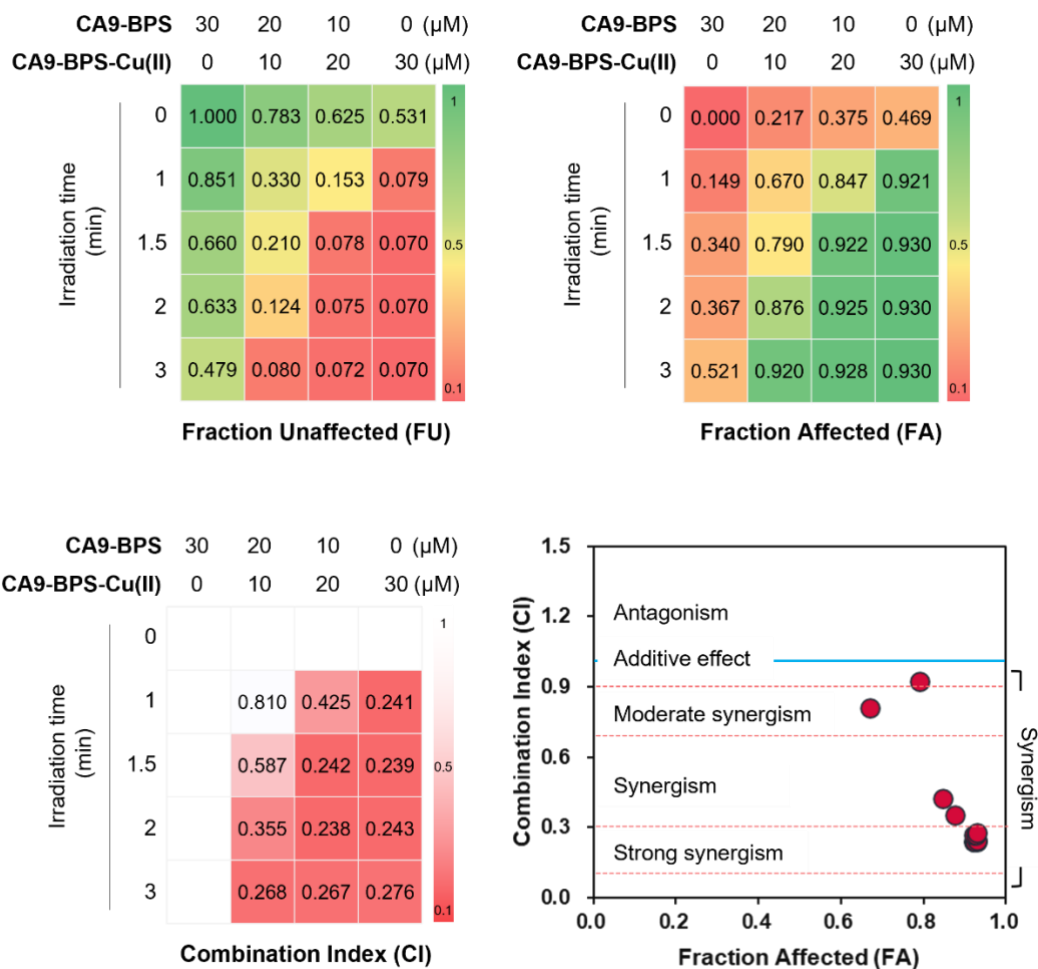 CA9-BPS 30 20 10 0 (µM)
CA9-BPS-Cu(II) 0 10 20 30 (µM)
Irradiation time
(min)
0 1.000 0.783 0.625 0.531
1 0.851 0.330 0.153 0.079
1.5 0.660 0.210 0.078 0.070
2 0.633 0.124 0.075 0.070
3 0.479 0.080 0.072 0.070
1
0.5
0.1
Fraction Unaffected (FU)
CA9-BPS 30 20 10 0 (µM)
CA9-BPS-Cu(II) 0 10 20 30 (µM)
Irradiation time
(min)
0 0.000 0.217 0.375 0.469
1 0.149 0.670 0.847 0.921
1.5 0.340 0.790 0.922 0.930
2 0.367 0.876 0.925 0.930
3 0.521 0.920 0.928 0.930
1
0.5
0.1
Fraction Affected (FA)
CA9-BPS 30 20 10 0 (µM)
CA9-BPS-Cu(II) 0 10 20 30 (µM)
Irradiation time
(min)
0
1 0.810 0.425 0.241
1.5 0.587 0.242 0.239
2 0.355 0.238 0.243
3 0.268 0.267 0.276
1
0.5
0.1
Combination Index (CI)
Combination Index (CI)
1.5
1.2
0.9
0.6
0.3
0.0
Antagonism
Additive effect
Moderate synergism
Synergism
Strong synergism
Synergism
0.0 0.2 0.4 0.6 0.8 1.0
Fraction Affected (FA)